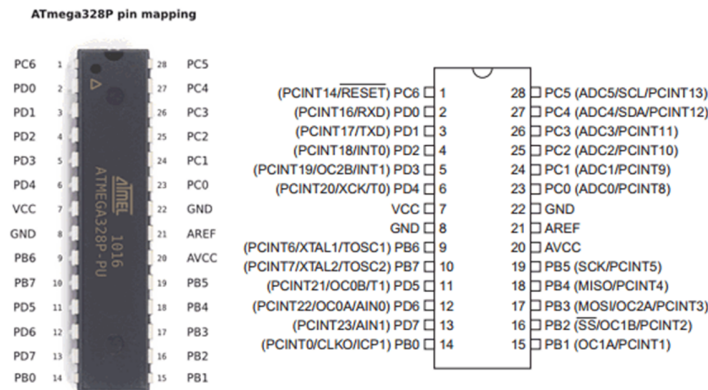 ATmega328P pin mapping
PC6 1 28 PC5
PD0 2 27 PC4
PD1 3 26 PC3
PD2 4 25 PC2
PD3 5 24 PC1
PD4 6 23 PC0
VCC 7 22 GND
GND 8 21 AREF
PB6 9 20 AVCC
PB7 10 19 PB5
PD5 11 18 PB4
PD6 12 17 PB3
PD7 13 16 PB2
PB0 14 15 PB1
ATMEL
1016
ATMEGA328P-PU
(PCINT14/RESET) PC6 1 28 PC5 (ADC5/SCL/PCINT13)
(PCINT16/RXD) PD0 2 27 PC4 (ADC4/SDA/PCINT12)
(PCINT17/TXD) PD1 3 26 PC3 (ADC3/PCINT11)
(PCINT18/INT0) PD2 4 25 PC2 (ADC2/PCINT10)
(PCINT19/OC2B/INT1) PD3 5 24 PC1 (ADC1/PCINT9)
(PCINT20/XCK/T0) PD4 6 23 PC0 (ADC0/PCINT8)
VCC 7 22 GND
GND 8 21 AREF
(PCINT6/XTAL1/TOSC1) PB6 9 20 AVCC
(PCINT7/XTAL2/TOSC2) PB7 10 19 PB5 (SCK/PCINT5)
(PCINT21/OC0B/T1) PD5 11 18 PB4 (MISO/PCINT4)
(PCINT22/OC0A/AIN0) PD6 12 17 PB3 (MOSI/OC2A/PCINT3)
(PCINT23/AIN1) PD7 13 16 PB2 (SS/OC1B/PCINT2)
(PCINT0/CLKO/ICP1) PB0 14 15 PB1 (OC1A/PCINT1)